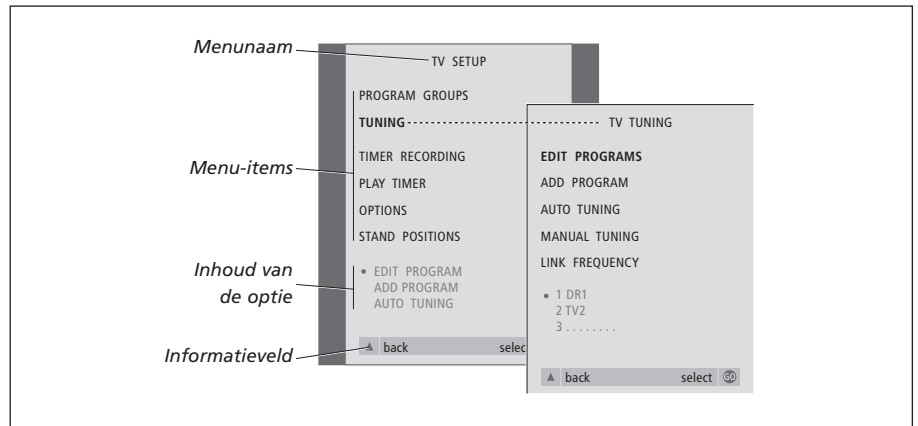 Menunaam
TV SETUP
PROGRAM GROUPS
TUNING
TV TUNING
Menu-items
TIMER RECORDING
PLAY TIMER
OPTIONS
STAND POSITIONS
EDIT PROGRAMS
ADD PROGRAM
AUTO TUNING
MANUAL TUNING
LINK FREQUENCY
Inhoud van
de optie
• EDIT PROGRAM
ADD PROGRAM
AUTO TUNING
• 1 DR1
2 TV2
3 . . . . . . . .
Informatieveld
▲ back selec
▲ back select GO